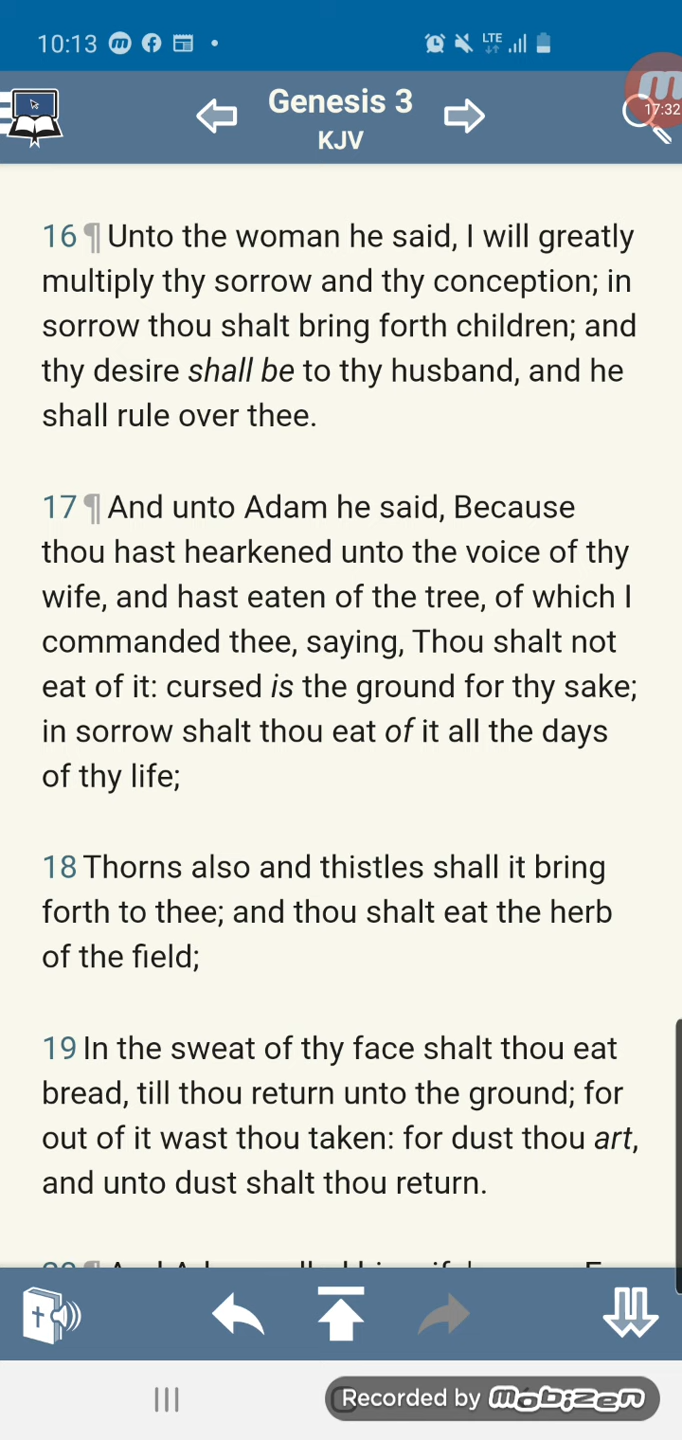 10:13 LTE
Genesis 3
KJV
17:32
16 ¶ Unto the woman he said, I will greatly
multiply thy sorrow and thy conception; in
sorrow thou shalt bring forth children; and
thy desire shall be to thy husband, and he
shall rule over thee.
17 ¶ And unto Adam he said, Because
thou hast hearkened unto the voice of thy
wife, and hast eaten of the tree, of which I
commanded thee, saying, Thou shalt not
eat of it: cursed is the ground for thy sake;
in sorrow shalt thou eat of it all the days
of thy life;
18 Thorns also and thistles shall it bring
forth to thee; and thou shalt eat the herb
of the field;
19 In the sweat of thy face shalt thou eat
bread, till thou return unto the ground; for
out of it wast thou taken: for dust thou art,
and unto dust shalt thou return.
Recorded by mobizen